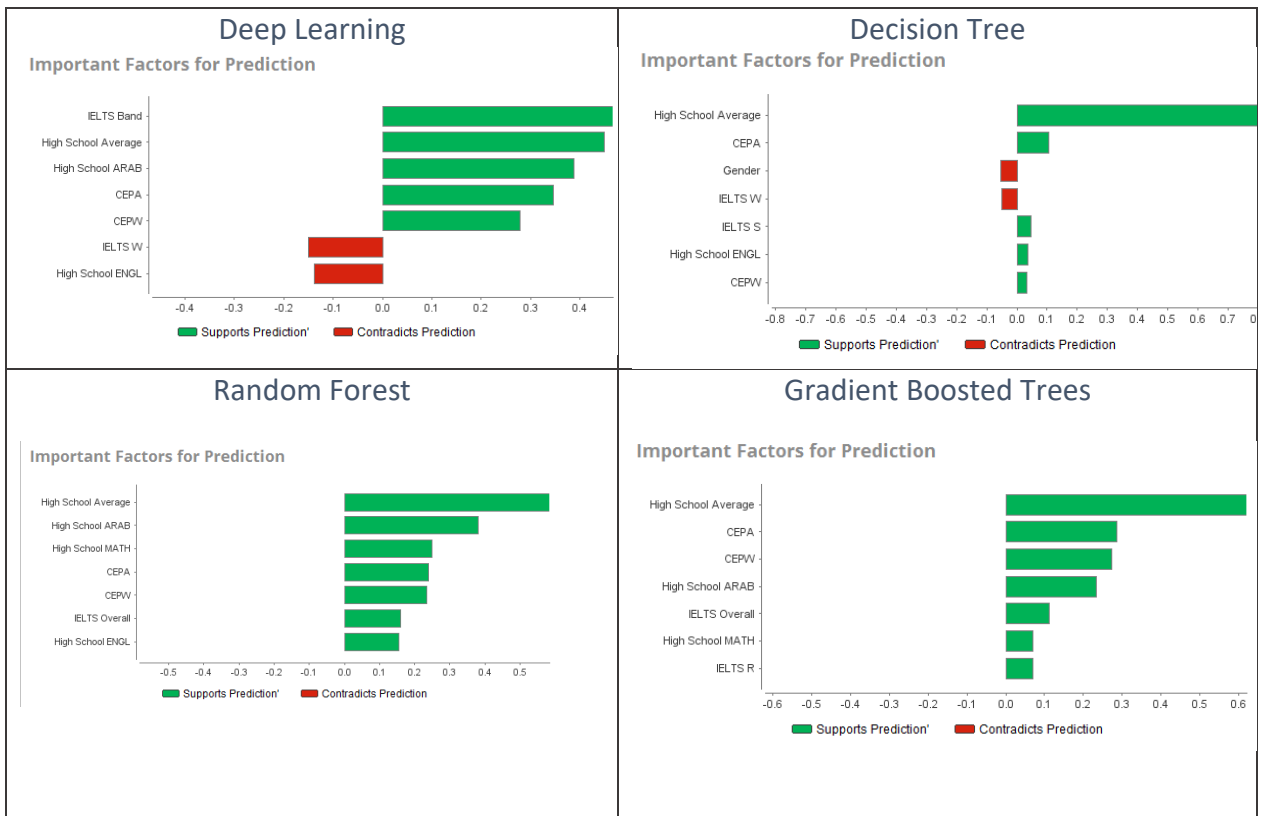 Deep Learning
Important Factors for Prediction
IELTS Band
High School Average
High School ARAB
CEPA
CEPW
IELTS W
High School ENGL
-0.4 -0.3 -0.2 -0.1 0.0 0.1 0.2 0.3 0.4
Supports Prediction' Contradicts Prediction
Decision Tree
Important Factors for Prediction
High School Average
CEPA
Gender
IELTS W
IELTS S
High School ENGL
CEPW
-0.8 -0.7 -0.6 -0.5 -0.4 -0.3 -0.2 -0.1 0.0 0.1 0.2 0.3 0.4 0.5 0.6 0.7
Supports Prediction' Contradicts Prediction
Random Forest
Important Factors for Prediction
High School Average
High School ARAB
High School MATH
CEPA
CEPW
IELTS Overall
High School ENGL
-0.5 -0.4 -0.3 -0.2 -0.1 0.0 0.1 0.2 0.3 0.4 0.5
Supports Prediction' Contradicts Prediction
Gradient Boosted Trees
Important Factors for Prediction
High School Average
CEPA
CEPW
High School ARAB
IELTS Overall
High School MATH
IELTS R
-0.6 -0.5 -0.4 -0.3 -0.2 -0.1 0.0 0.1 0.2 0.3 0.4 0.5 0.6
Supports Prediction' Contradicts Prediction